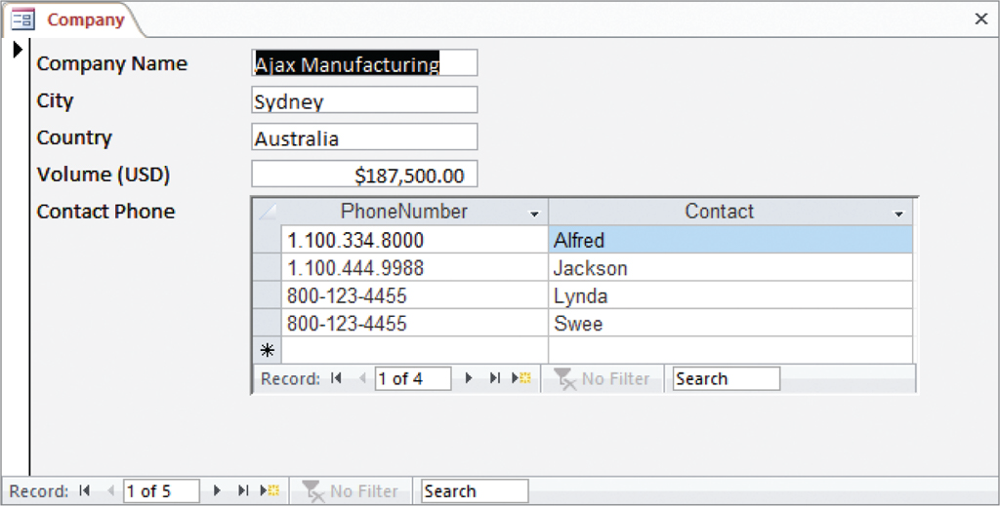 Company
Company Name Ajax Manufacturing
City Sydney
Country Australia
Volume (USD) $187,500.00
Contact Phone PhoneNumber Contact
1.100.334.8000 Alfred
1.100.444.9988 Jackson
800-123-4455 Lynda
800-123-4455 Swee
Record: 1 of 4 No Filter Search
Record: 1 of 5 No Filter Search